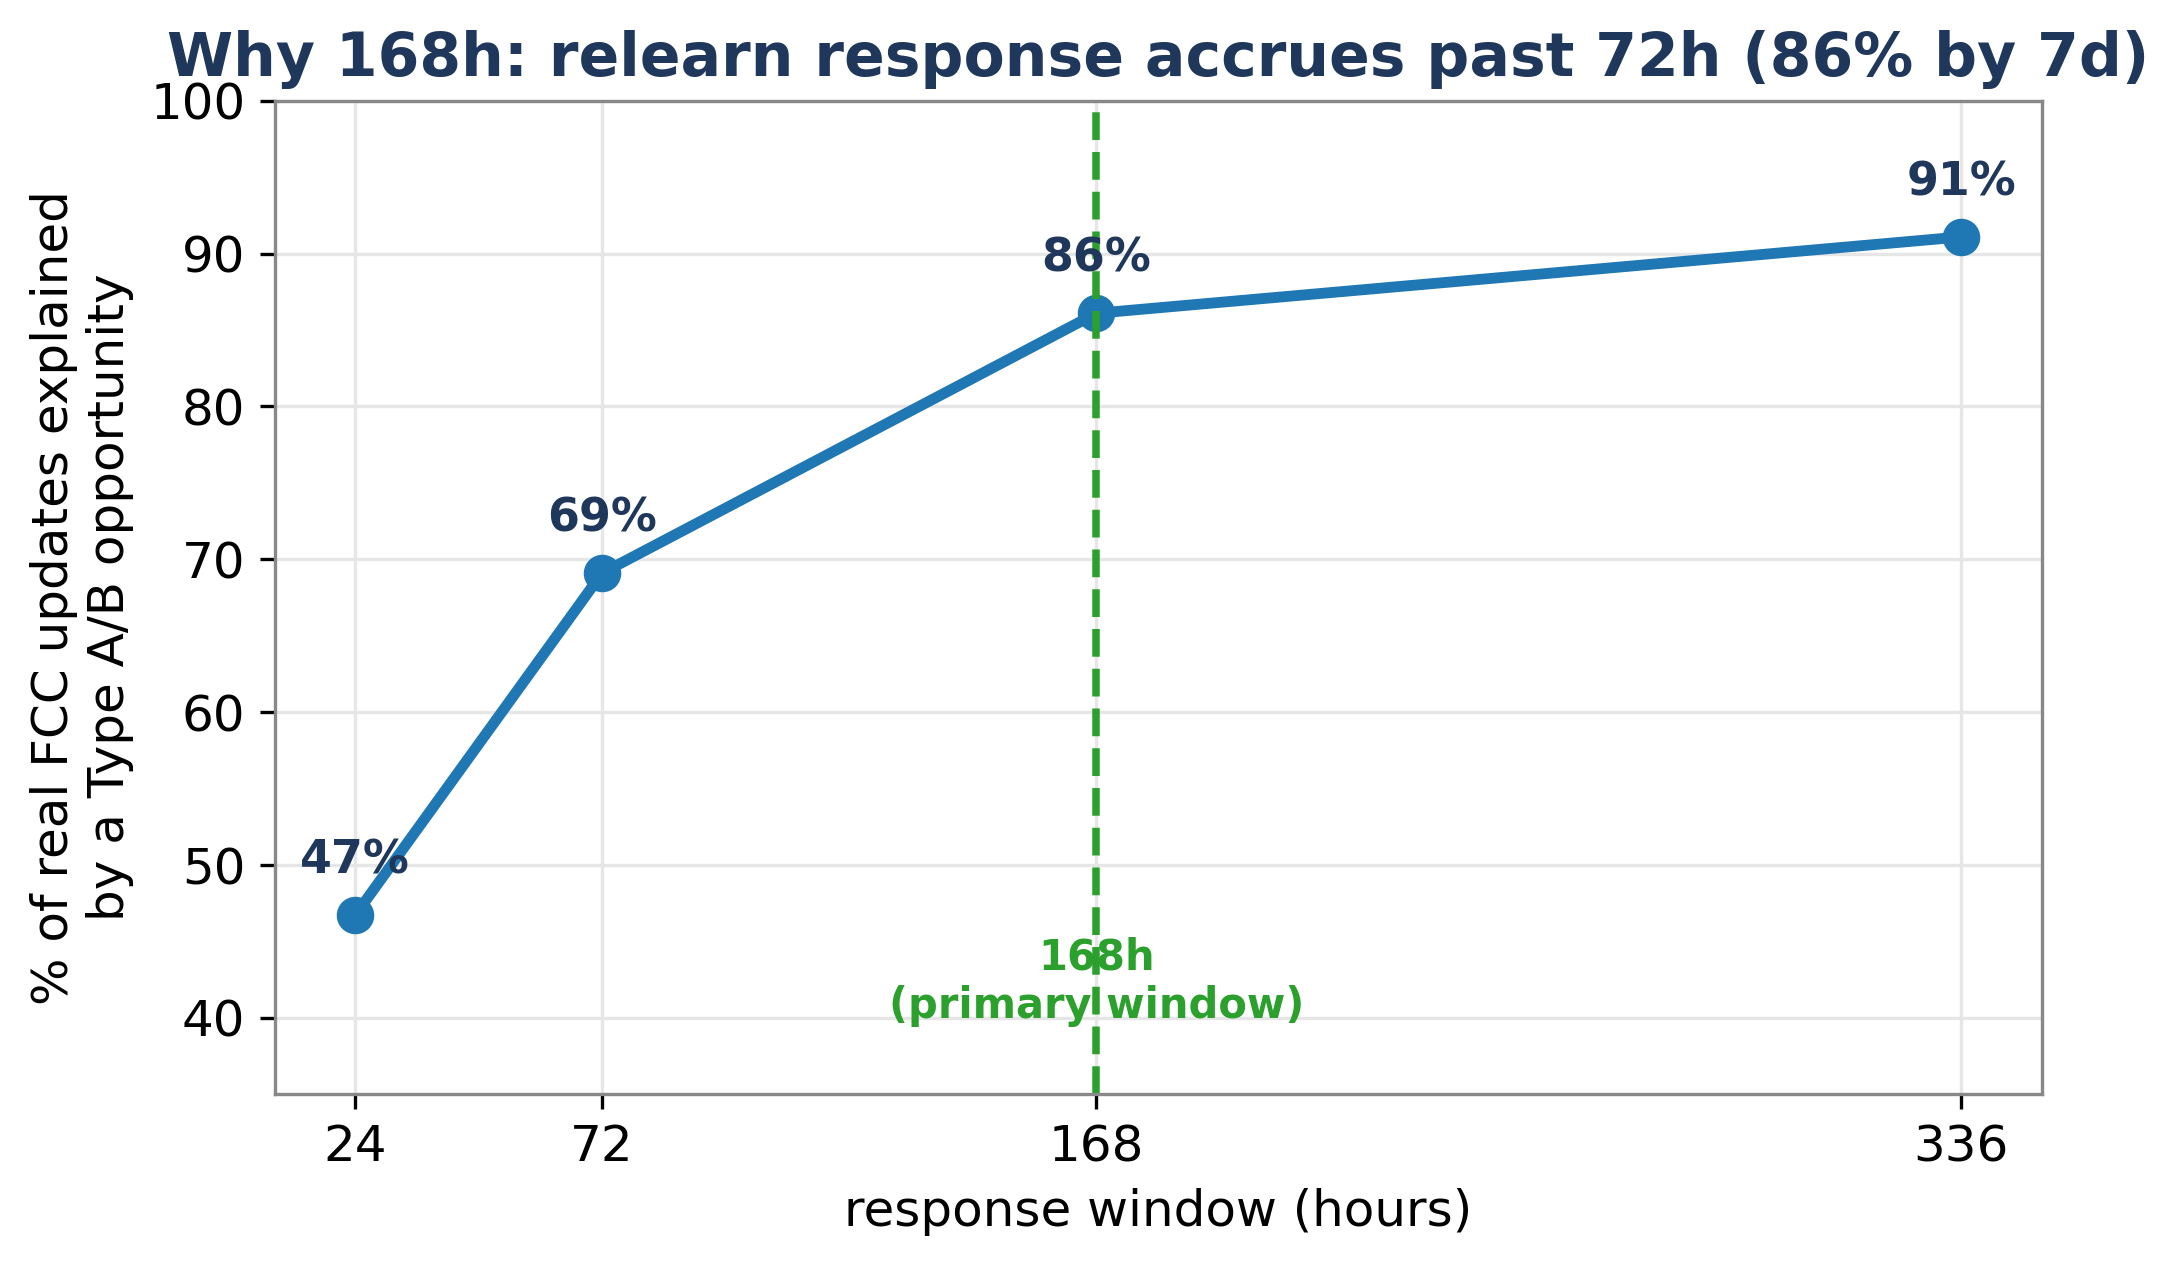 Why 168h: relearn response accrues past 72h (86% by 7d)
% of real FCC updates explained
by a Type A/B opportunity
100
90
80
70
60
50
40
47%
69%
86%
91%
168h
(primary window)
24
72
168
336
response window (hours)